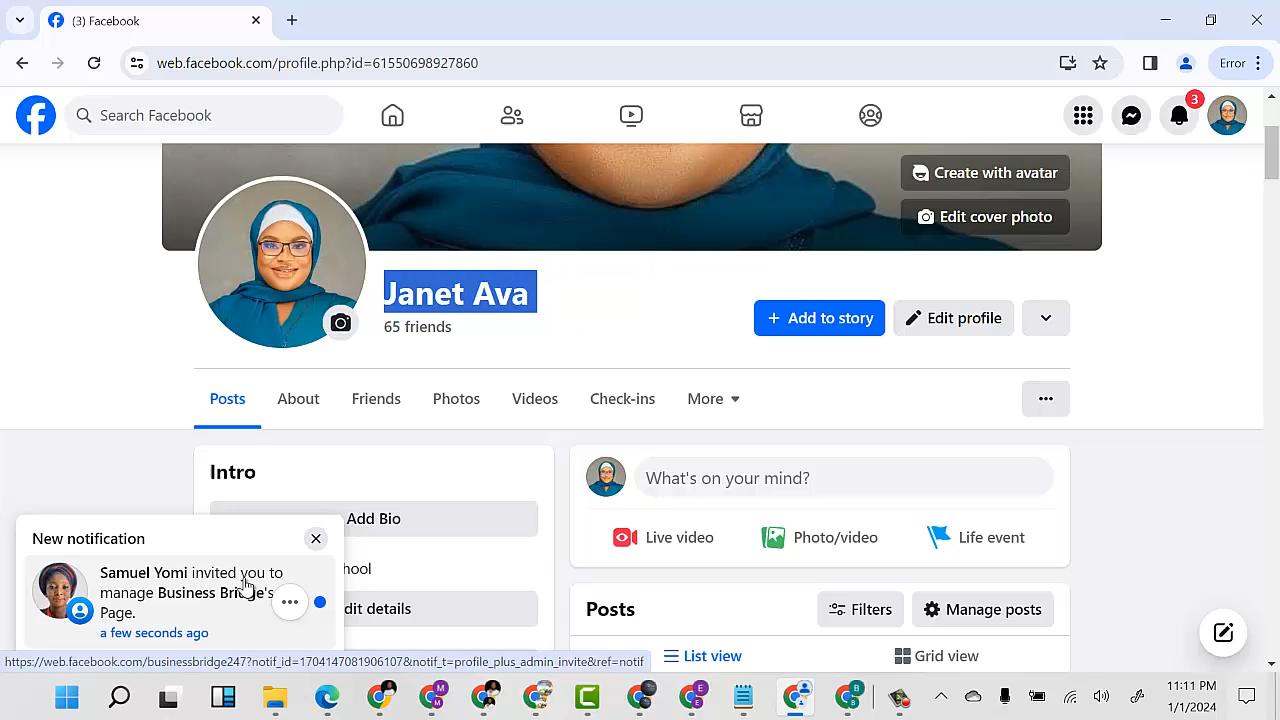 (3) Facebook
web.facebook.com/profile.php?id=61550698927860
Error
Search Facebook
3
Create with avatar
Edit cover photo
Janet Ava
65 friends
+ Add to story
Edit profile
Posts About Friends Photos Videos Check-ins More
Intro
What's on your mind?
Add Bio
Live video Photo/video Life event
New notification
Samuel Yomi invited you to
manage Business Bridge's
Page.
a few seconds ago
hool
dit details
Posts
Filters
Manage posts
List view
Grid view
https://web.facebook.com/businessbridge247?notif_id=1704147081906107&notif_t=profile_plus_admin_invite&ref=notif
M
M
E
E
B
11:11 PM
1/1/2024